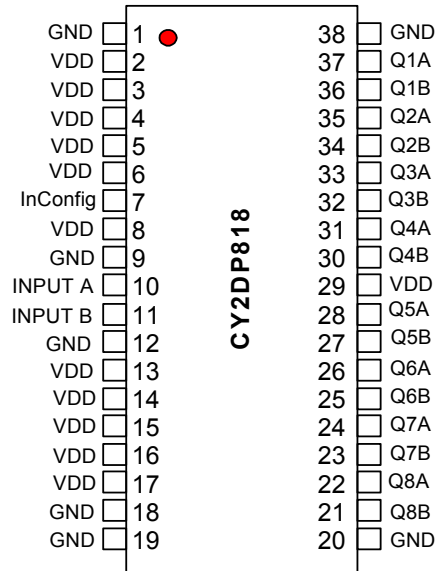 GND 1 38 GND
VDD 2 37 Q1A
VDD 3 36 Q1B
VDD 4 35 Q2A
VDD 5 34 Q2B
VDD 6 33 Q3A
InConfig 7 32 Q3B
VDD 8 31 Q4A
GND 9 30 Q4B
INPUT A 10 29 VDD
INPUT B 11 28 Q5A
GND 12 27 Q5B
VDD 13 26 Q6A
VDD 14 25 Q6B
VDD 15 24 Q7A
VDD 16 23 Q7B
VDD 17 22 Q8A
GND 18 21 Q8B
GND 19 20 GND
CY2DP818